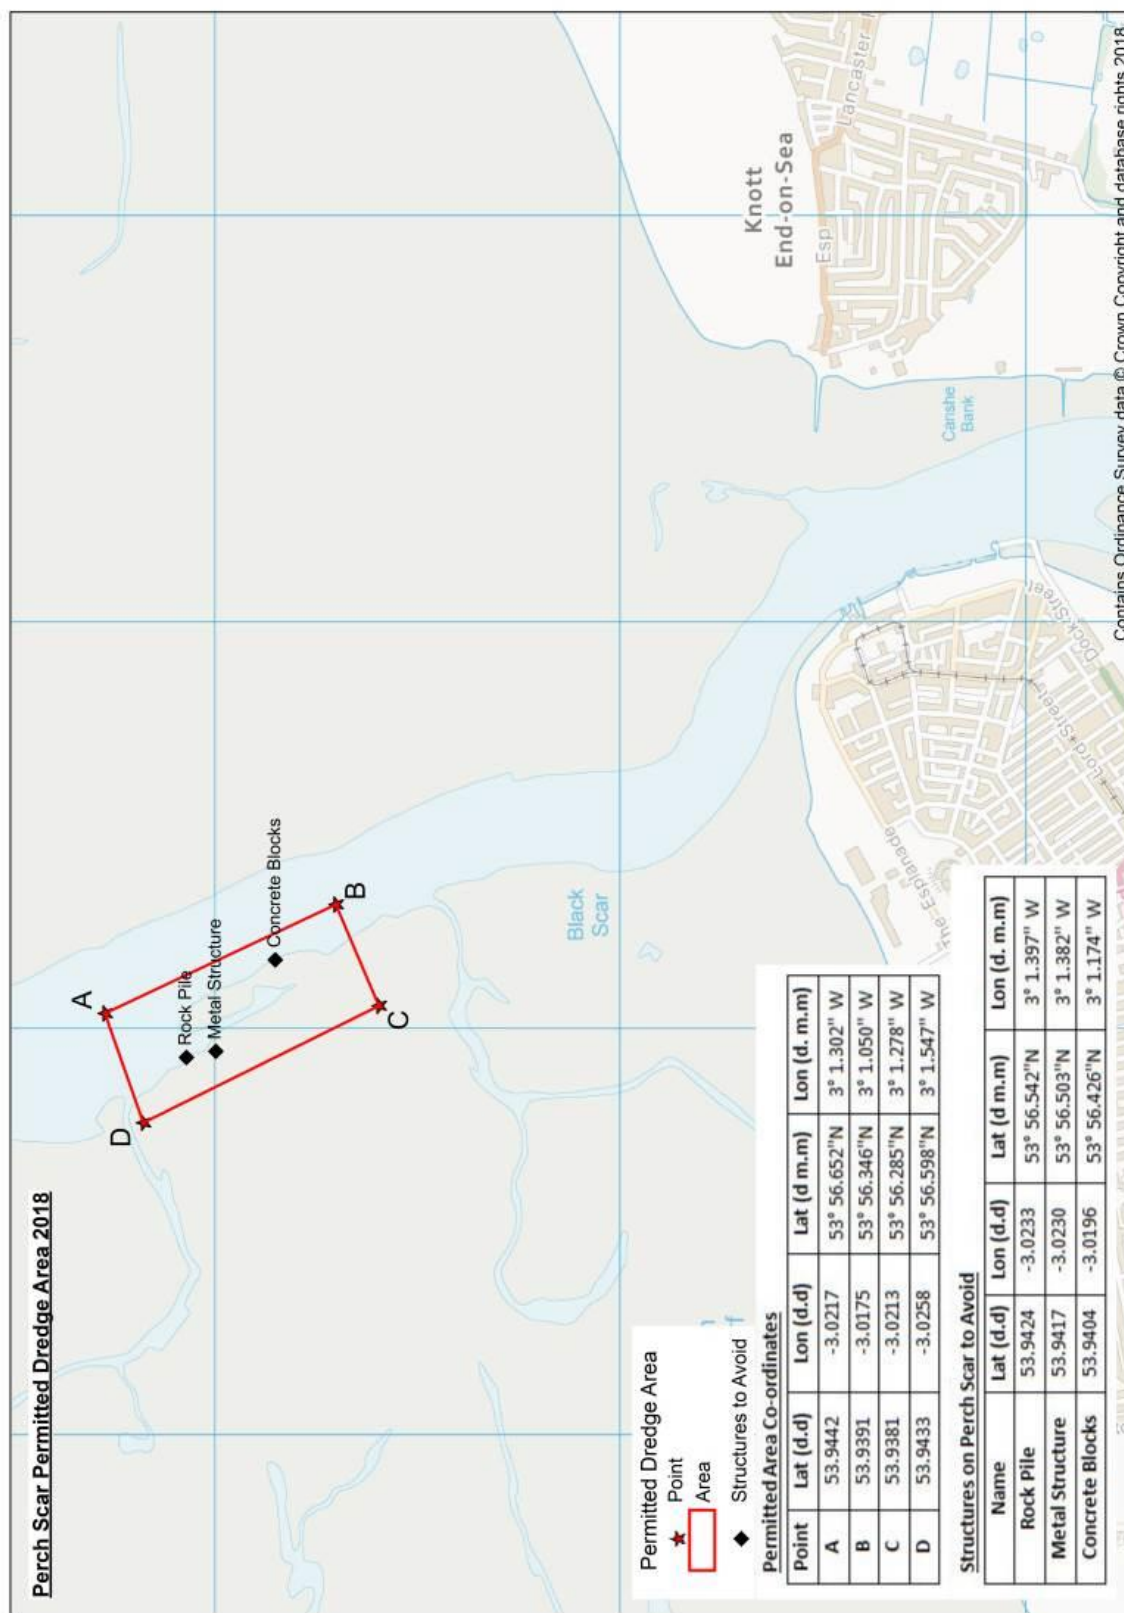 Perch Scar Permitted Dredge Area 2018
A
D
Rock Pile
Metal Structure
Concrete Blocks
B
C
Black
Scar
Knott
End-on-Sea
Esp
Lancaster
Canshe
Bank
The Esplanade
Lord Street
Dock Street
Permitted Dredge Area
Point
Area
Structures to Avoid
Permitted Area Co-ordinates
Point Lat (d.d) Lon (d.d) Lat (d m.m) Lon (d. m.m)
A 53.9442 -3.0217 53° 56.652"N 3° 1.302" W
B 53.9391 -3.0175 53° 56.346"N 3° 1.050" W
C 53.9381 -3.0213 53° 56.285"N 3° 1.278" W
D 53.9433 -3.0258 53° 56.598"N 3° 1.547" W
Structures on Perch Scar to Avoid
Name Lat (d.d) Lon (d.d) Lat (d m.m) Lon (d. m.m)
Rock Pile 53.9424 -3.0233 53° 56.542"N 3° 1.397" W
Metal Structure 53.9417 -3.0230 53° 56.503"N 3° 1.382" W
Concrete Blocks 53.9404 -3.0196 53° 56.426"N 3° 1.174" W
Contains Ordinance Survey data © Crown Copyright and database rights 2018